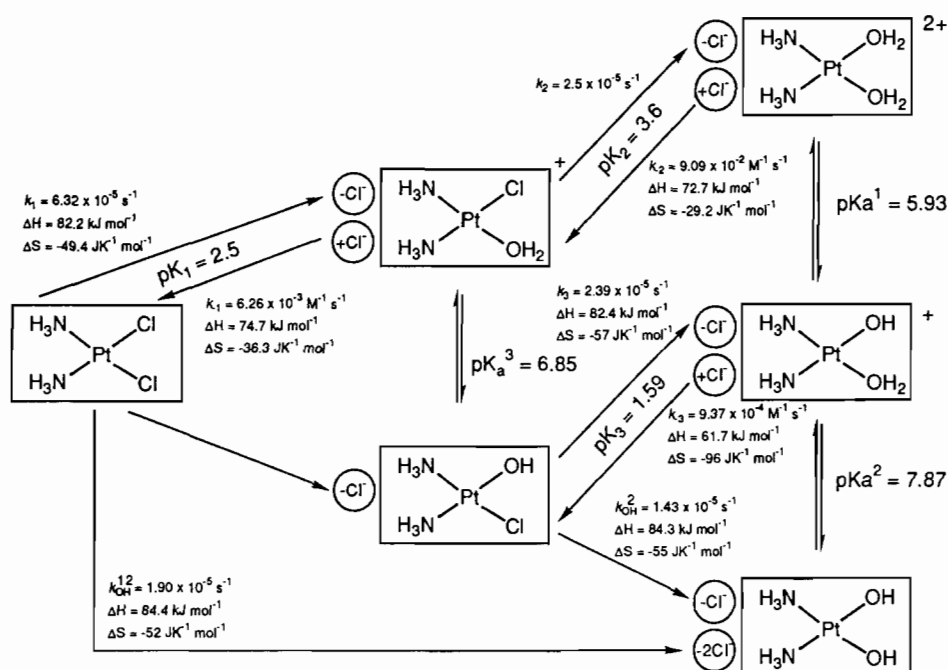 -Cl⁻
H₃N
OH₂
Pt
H₃N
OH₂
2+
+Cl⁻
k₂ = 2.5 x 10⁻⁵ s⁻¹
pK₂ = 3.6
k₂ = 9.09 x 10⁻² M⁻¹ s⁻¹
ΔH = 72.7 kJ mol⁻¹
ΔS = -29.2 JK⁻¹ mol⁻¹
pKa¹ = 5.93
-Cl⁻
+Cl⁻
H₃N
Cl
Pt
H₃N
OH₂
+
k₁ = 6.32 x 10⁻⁵ s⁻¹
ΔH = 82.2 kJ mol⁻¹
ΔS = -49.4 JK⁻¹ mol⁻¹
pK₁ = 2.5
k₁ = 6.26 x 10⁻³ M⁻¹ s⁻¹
ΔH = 74.7 kJ mol⁻¹
ΔS = -36.3 JK⁻¹ mol⁻¹
H₃N
Cl
Pt
H₃N
Cl
pKₐ³ = 6.85
k₃ = 2.39 x 10⁻⁵ s⁻¹
ΔH = 82.4 kJ mol⁻¹
ΔS = -57 JK⁻¹ mol⁻¹
-Cl⁻
+Cl⁻
H₃N
OH
Pt
H₃N
OH₂
+
pK₃ = 1.59
k₃ = 9.37 x 10⁻⁴ M⁻¹ s⁻¹
ΔH = 61.7 kJ mol⁻¹
ΔS = -96 JK⁻¹ mol⁻¹
-Cl⁻
H₃N
OH
Pt
H₃N
Cl
pKa² = 7.87
k²OH = 1.43 x 10⁻⁵ s⁻¹
ΔH = 84.3 kJ mol⁻¹
ΔS = -55 JK⁻¹ mol⁻¹
k¹²OH = 1.90 x 10⁻⁵ s⁻¹
ΔH = 84.4 kJ mol⁻¹
ΔS = -52 JK⁻¹ mol⁻¹
-Cl⁻
-2Cl⁻
H₃N
OH
Pt
H₃N
OH